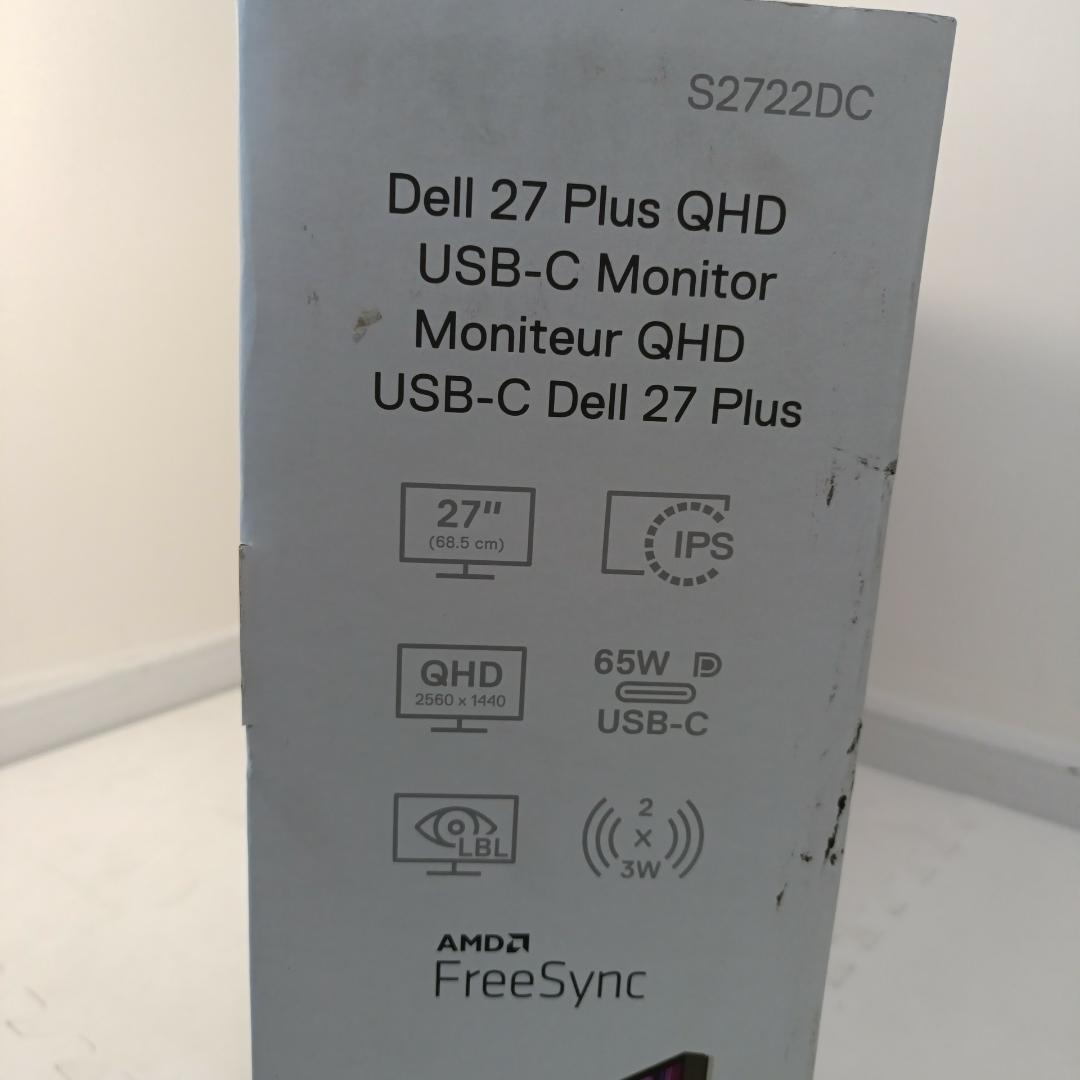 S2722DC
Dell 27 Plus QHD
USB-C Monitor
Moniteur QHD
USB-C Dell 27 Plus
27"
(68.5 cm)
IPS
QHD
2560 x 1440
65W
USB-C
LBL
2
X
3W
AMD
FreeSync